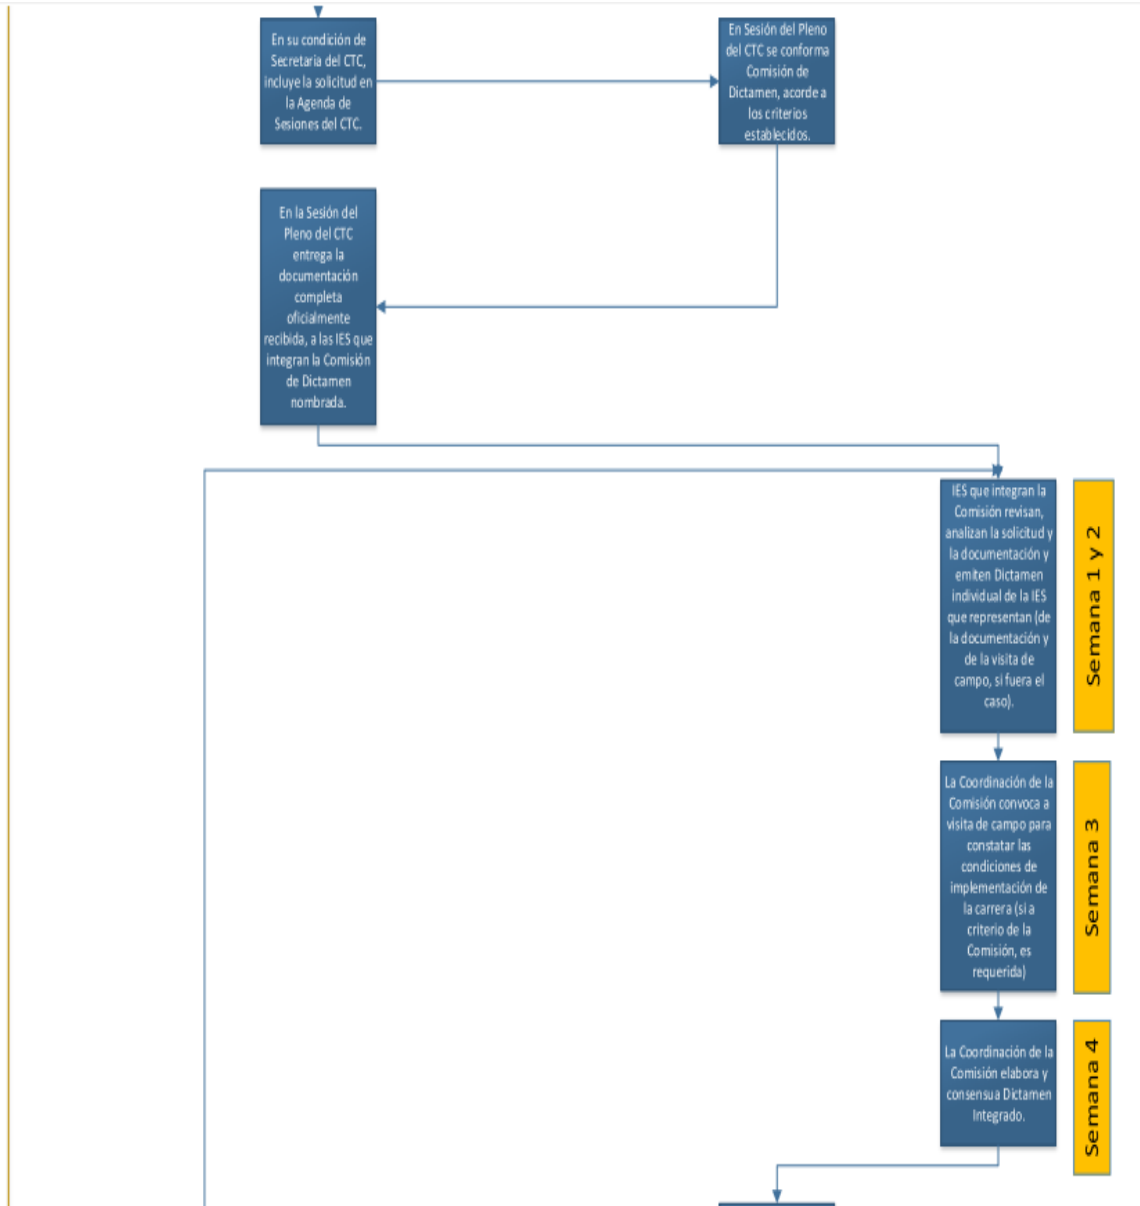 En su condición de
Secretaria del CTC,
incluye la solicitud en
la Agenda de
Sesiones del CTC.
En Sesión del Pleno
del CTC se conforma
Comisión de
Dictamen, acorde a
los criterios
establecidos.
En la Sesión del
Pleno del CTC
entrega la
documentación
completa
oficialmente
recibida, a las IES que
integran la Comisión
de Dictamen
nombrada.
IES que integran la
Comisión revisan,
analizan la solicitud y
la documentación y
emiten Dictamen
individual de la IES
que representan (de
la documentación y
de la visita de
campo, si fuera el
caso).
Semana 1 y 2
La Coordinación de la
Comisión convoca a
visita de campo para
constatar las
condiciones de
implementación de
la carrera (si a
criterio de la
Comisión, es
requerida)
Semana 3
La Coordinación de la
Comisión elabora y
consensua Dictamen
Integrado.
Semana 4